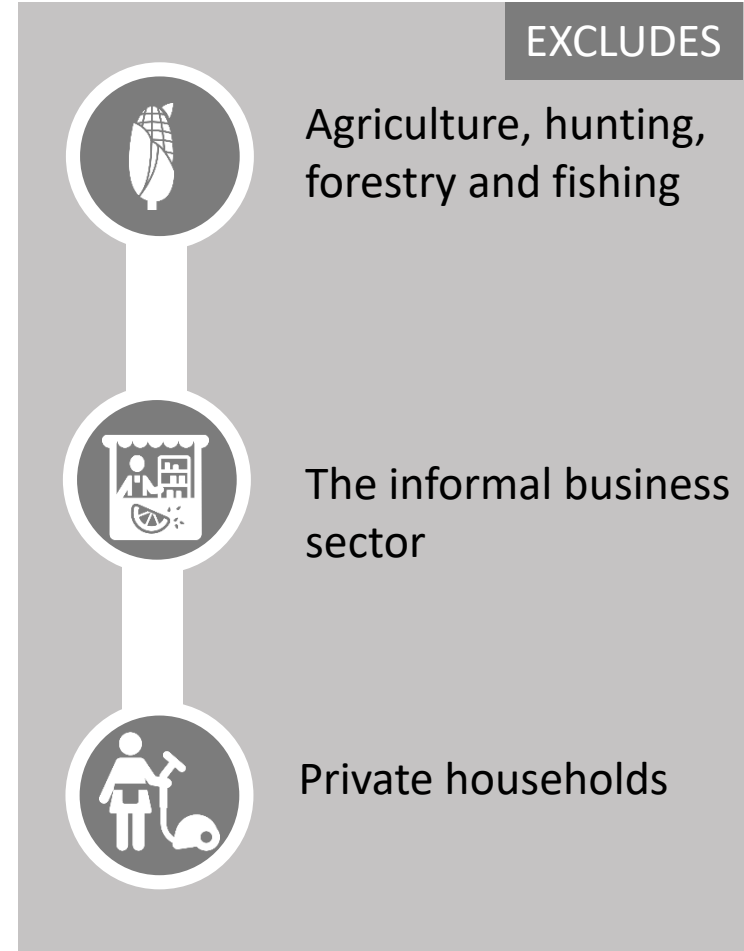 EXCLUDES
Agriculture, hunting,
forestry and fishing
The informal business
sector
Private households